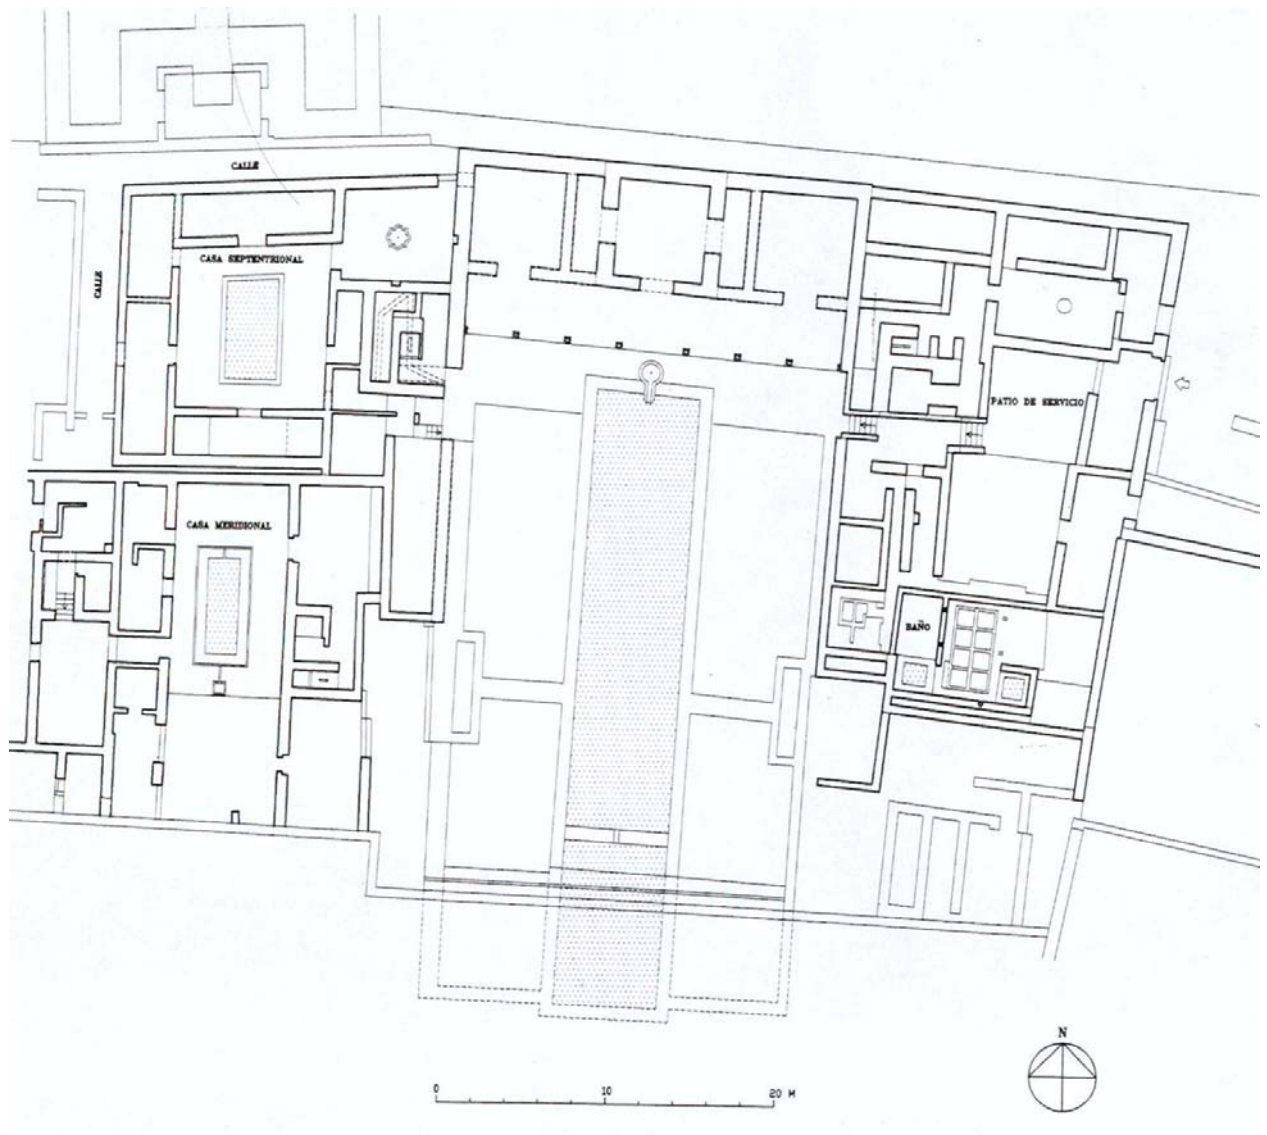 CALLE
CALLE
CASA SEPTENTRIONAL
PATIO DE SERVICIO
CASA MERIDIONAL
BAÑO
N
0 10 20 M